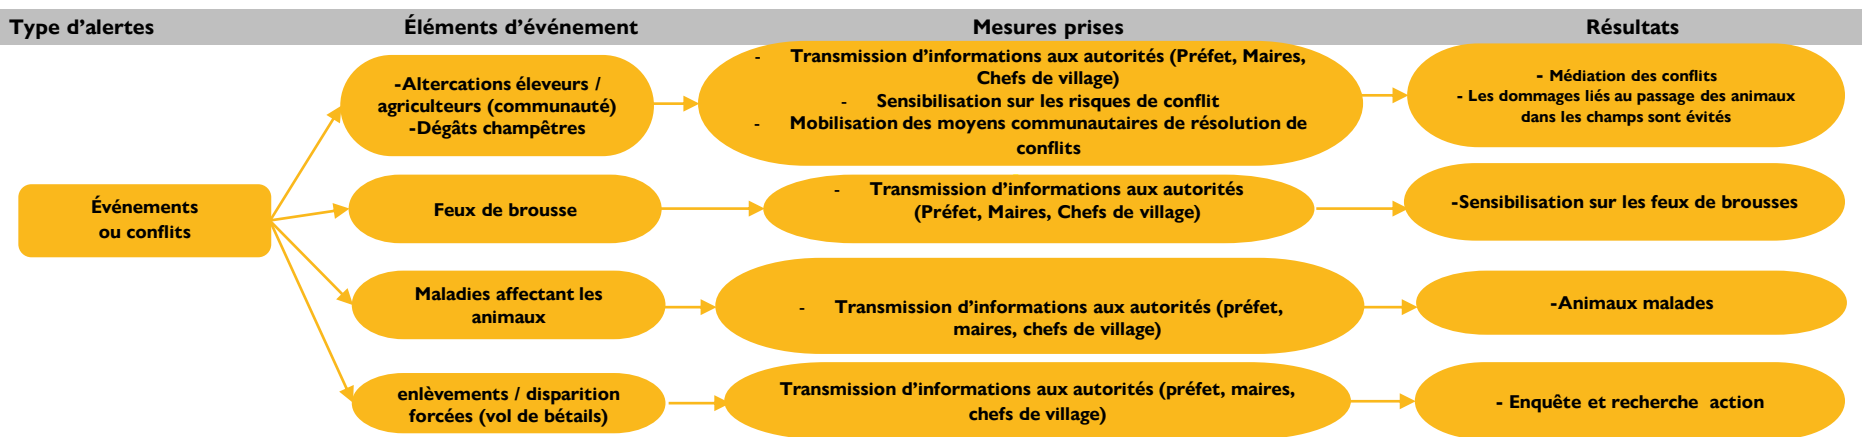 Type d'alertes
Éléments d'événement
Mesures prises
Résultats
-Altercations éleveurs /
agriculteurs (communauté)
-Dégâts champêtres
- Transmission d'informations aux autorités (Préfet, Maires,
Chefs de village)
- Sensibilisation sur les risques de conflit
- Mobilisation des moyens communautaires de résolution de
conflits
- Médiation des conflits
- Les dommages liés au passage des animaux
dans les champs sont évités
Événements
ou conflits
Feux de brousse
- Transmission d'informations aux autorités
(Préfet, Maires, Chefs de village)
-Sensibilisation sur les feux de brousses
Maladies affectant les
animaux
- Transmission d'informations aux autorités (préfet,
maires, chefs de village)
-Animaux malades
enlèvements / disparition
forcées (vol de bétails)
Transmission d'informations aux autorités (préfet, maires,
chefs de village)
- Enquête et recherche action